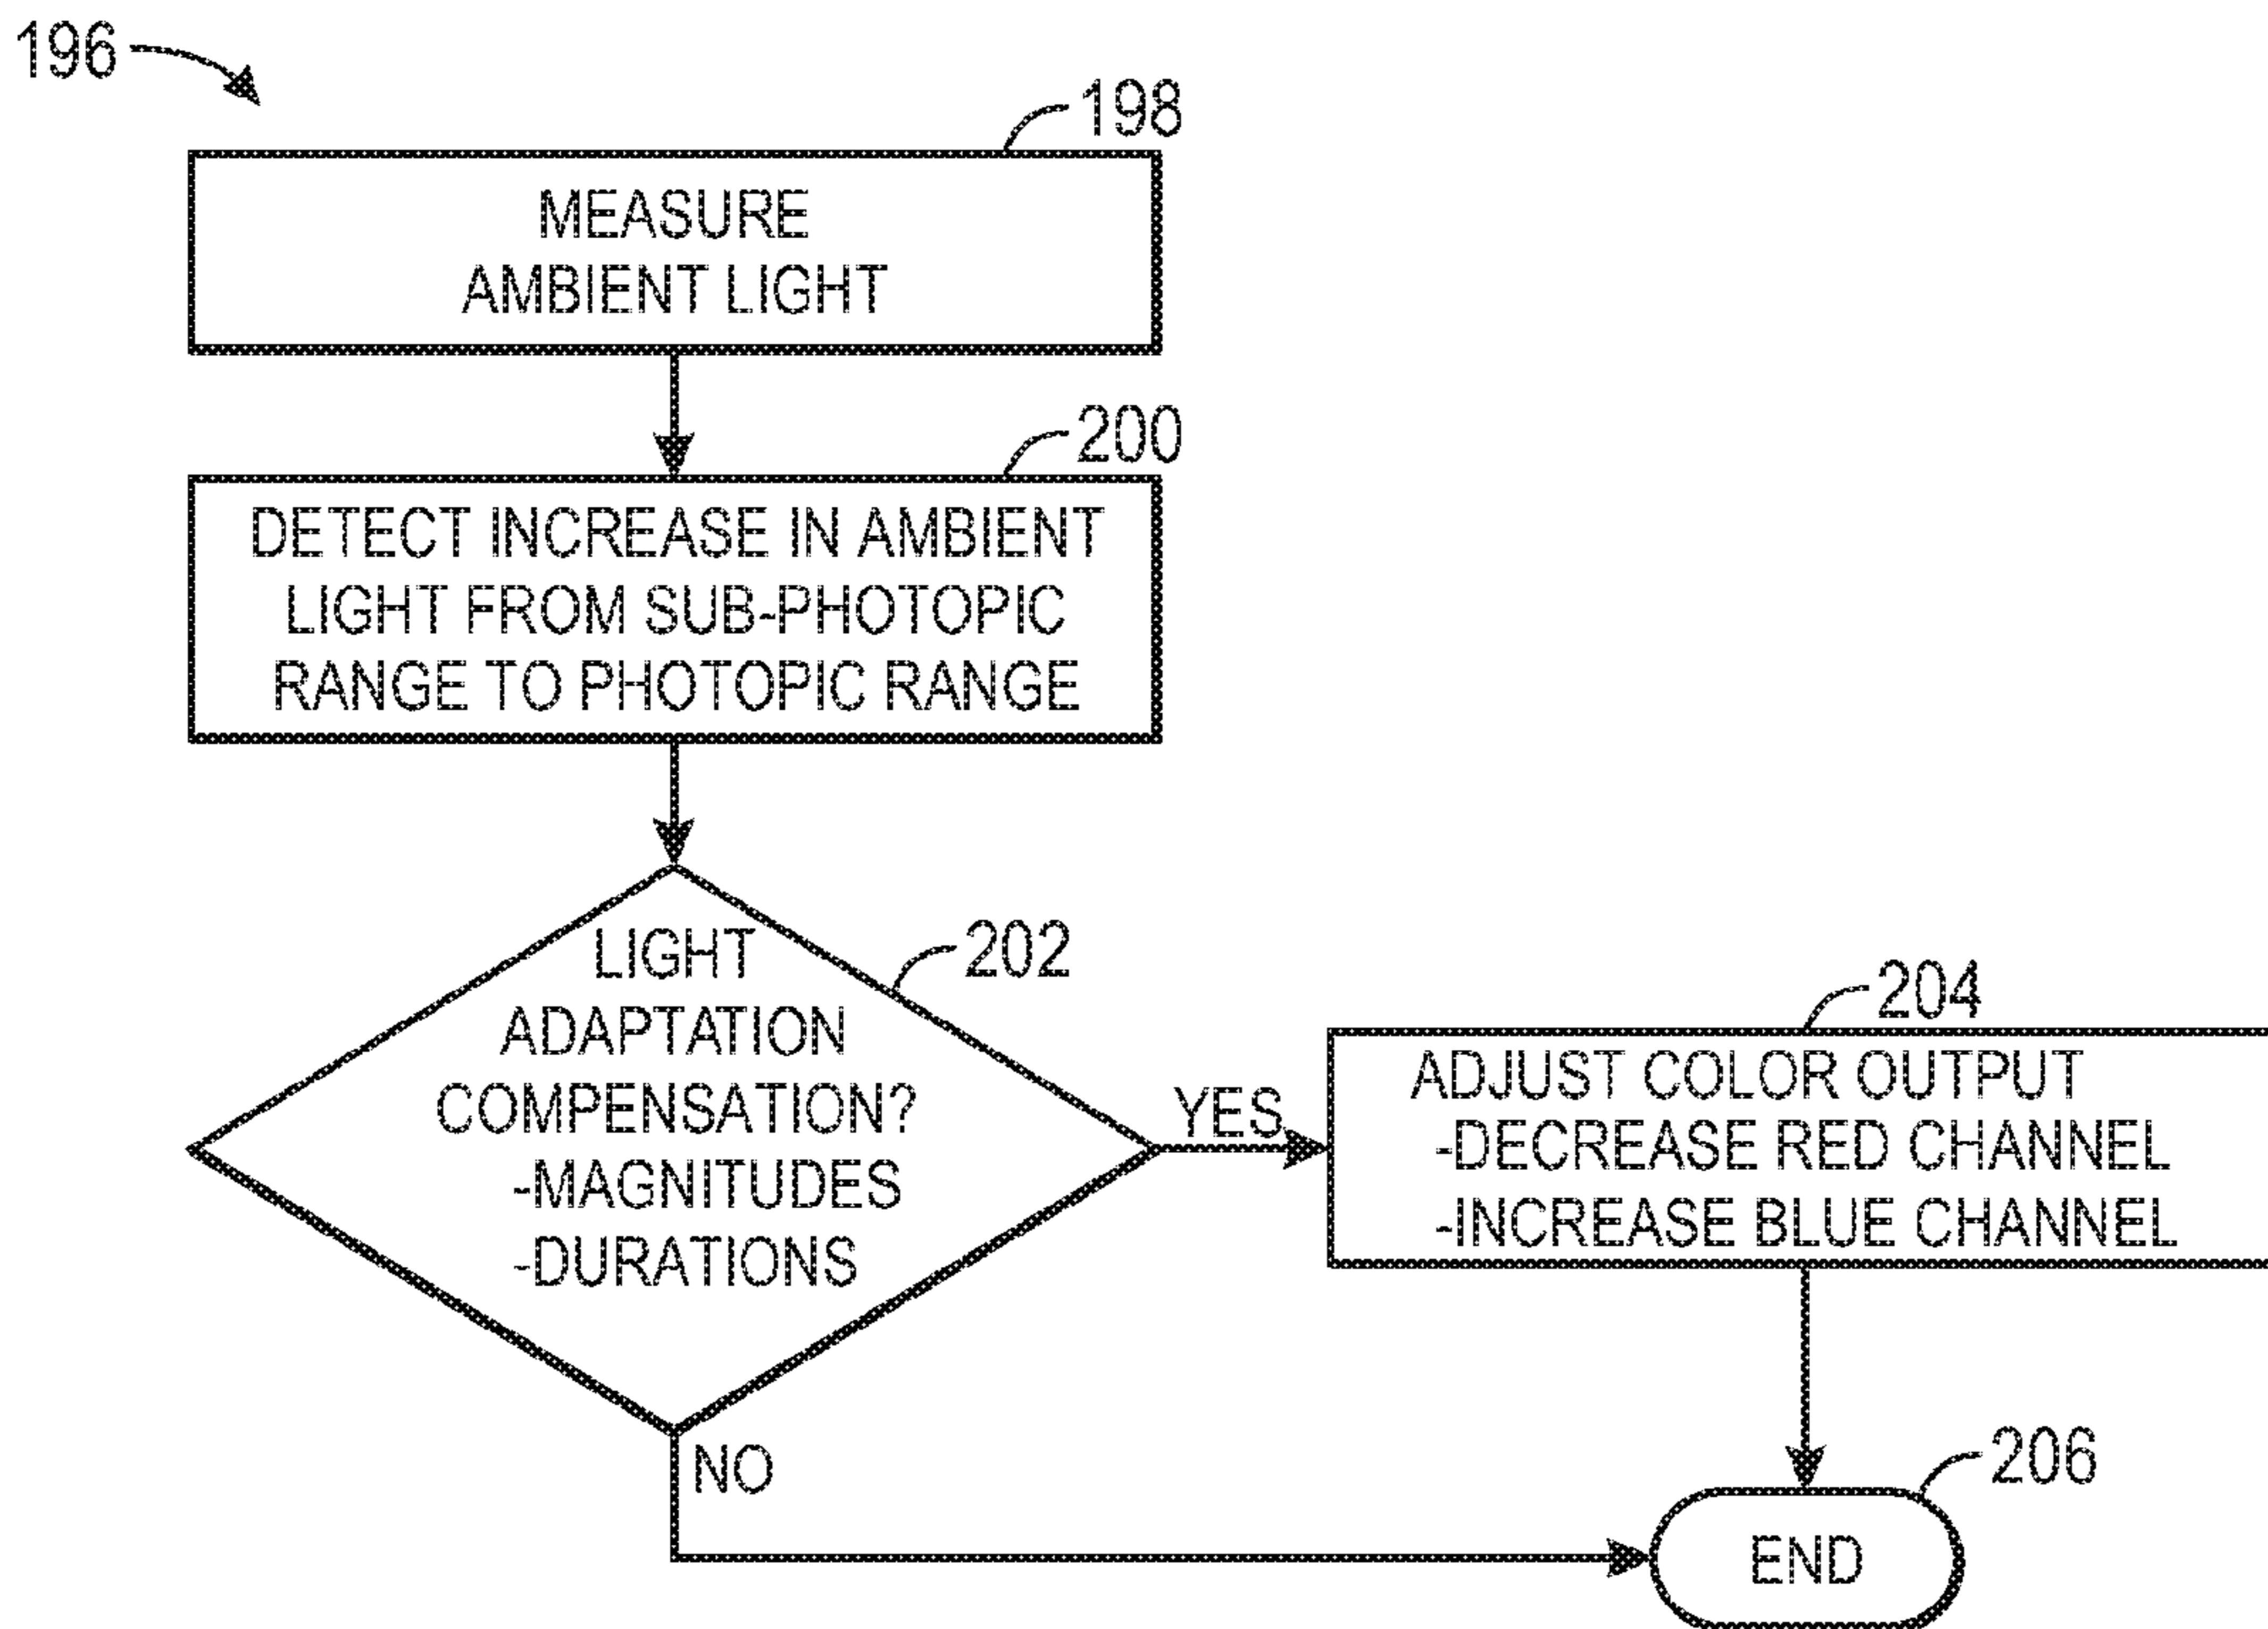 196
198
MEASURE
AMBIENT LIGHT
200
DETECT INCREASE IN AMBIENT
LIGHT FROM SUB-PHOTOPIC
RANGE TO PHOTOPIC RANGE
202
LIGHT
ADAPTATION
COMPENSATION?
-MAGNITUDES
-DURATIONS
YES
204
ADJUST COLOR OUTPUT
-DECREASE RED CHANNEL
-INCREASE BLUE CHANNEL
NO
206
END